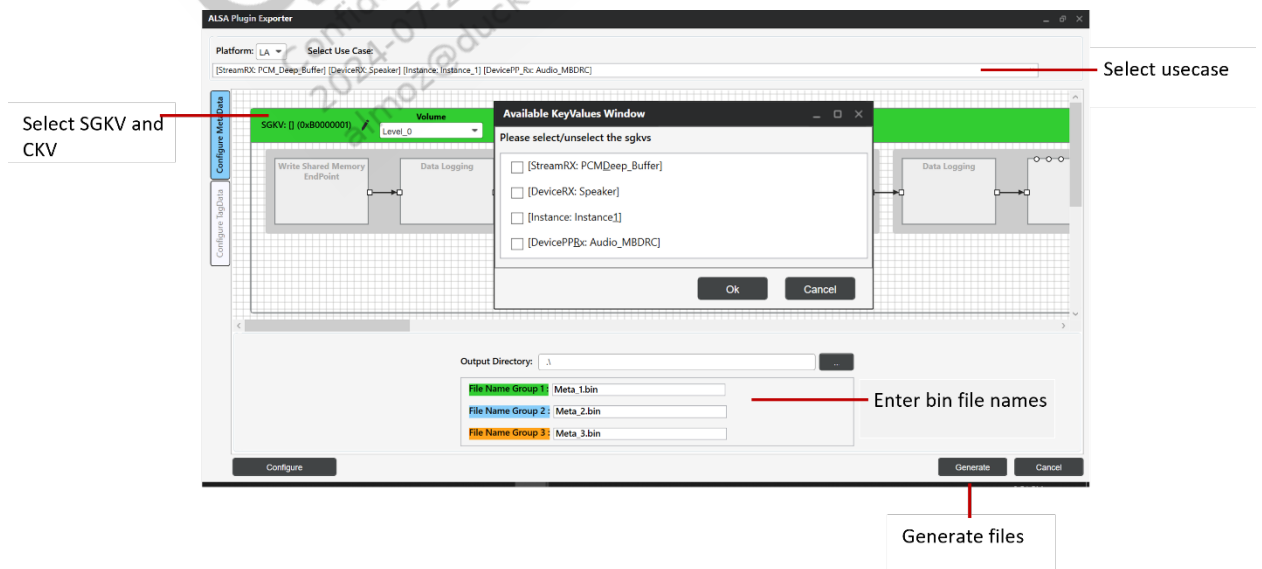 ALSA Plugin Exporter
Platform: LA Select Use Case:
[StreamRX: PCM_Deep_Buffer] [DeviceRX: Speaker] [Instance: Instance_1] [DevicePP_Rx: Audio_MBDRC]
Select usecase
Select SGKV and
CKV
Configure MetaData
Configure TagData
SGKV: [] (0xB0000001)
Volume
Level_0
Write Shared Memory
EndPoint
Data Logging
Available KeyValues Window
Please select/unselect the sgkvs
[StreamRX: PCMDeep_Buffer]
[DeviceRX: Speaker]
[Instance: Instance1]
[DevicePPRx: Audio_MBDRC]
Ok Cancel
Data Logging
Output Directory: .\ ..
File Name Group 1 : Meta_1.bin
File Name Group 2 : Meta_2.bin
File Name Group 3 : Meta_3.bin
Enter bin file names
Configure Generate Cancel
Generate files